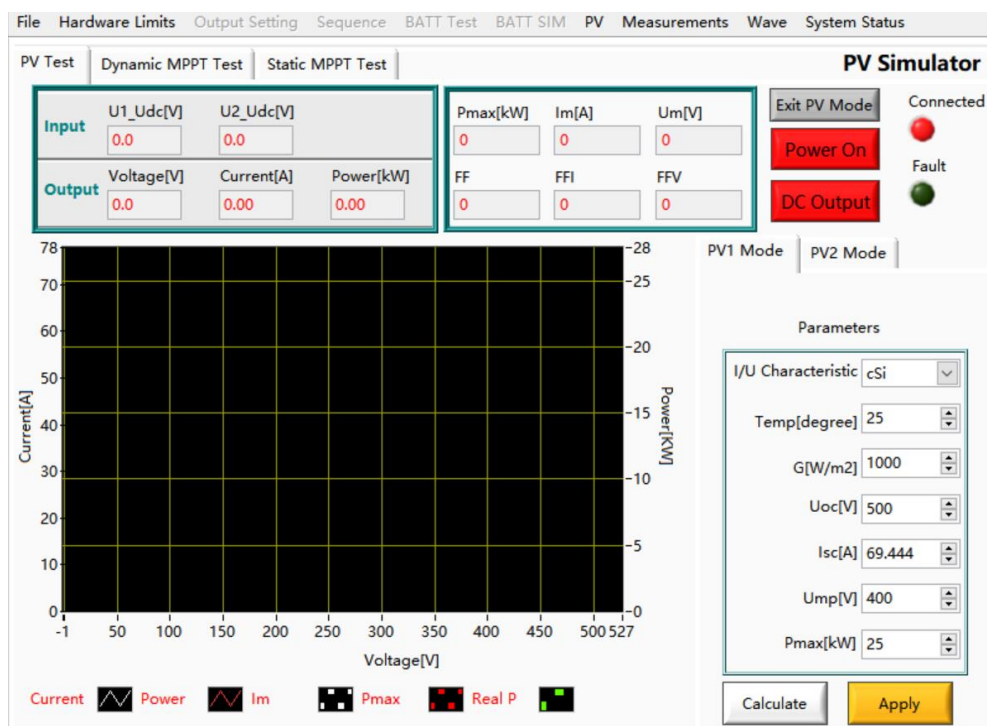 File Hardware Limits Output Setting Sequence BATT Test BATT SIM PV Measurements Wave System Status
PV Test Dynamic MPPT Test Static MPPT Test PV Simulator
Input U1_Udc[V] U2_Udc[V]
0.0 0.0
Output Voltage[V] Current[A] Power[kW]
0.0 0.00 0.00
Pmax[kW] Im[A] Um[V]
0 0 0
FF FFI FFV
0 0 0
Exit PV Mode Connected
Power On
Fault
DC Output
PV1 Mode PV2 Mode
Parameters
I/U Characteristic cSi
Temp[degree] 25
G[W/m2] 1000
Uoc[V] 500
Isc[A] 69.444
Ump[V] 400
Pmax[kW] 25
Calculate Apply
Current[A]
78
70
60
50
40
30
20
10
0
-1 50 100 150 200 250 300 350 400 450 500 527
Voltage[V]
28
25
20
15
10
5
0
Power[KW]
Current Power Im Pmax Real P